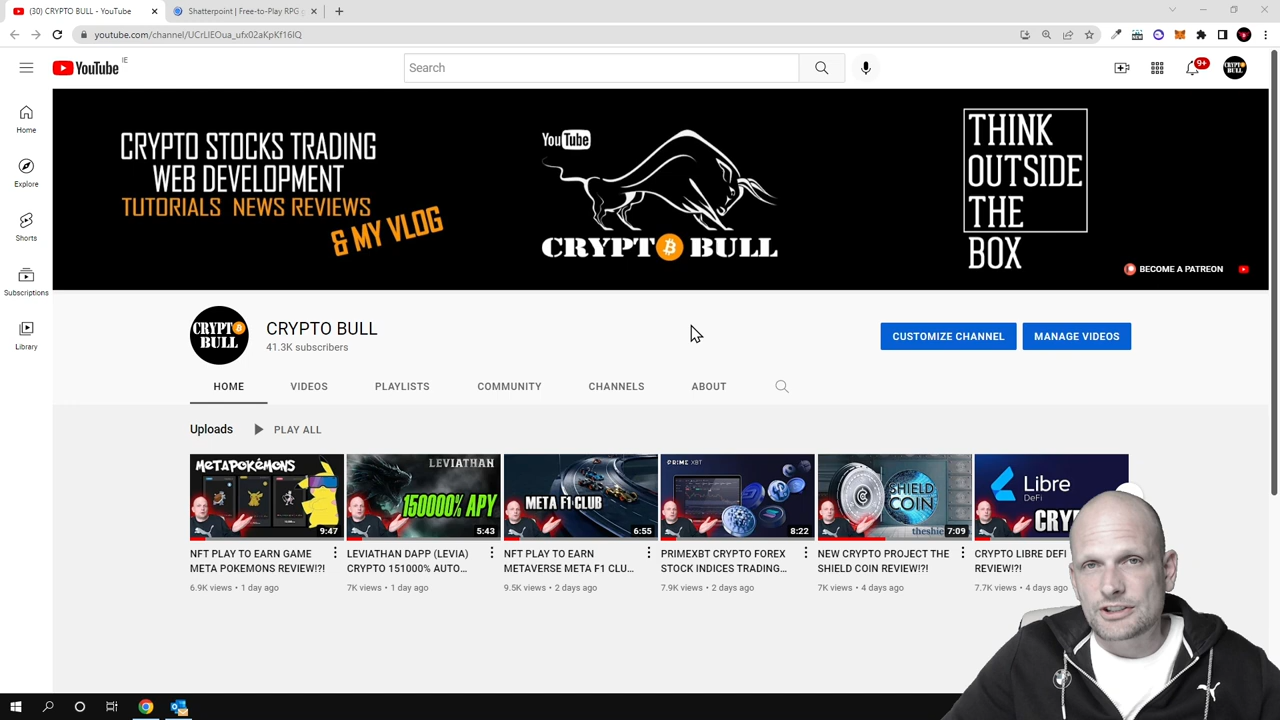 (30) CRYPTO BULL - YouTube
Shatterpoint | Free-to-Play RPG
youtube.com/channel/UCrLlEOua_ufx02aKpKf16lQ
YouTube IE
Search
9+
Home
Explore
Shorts
Subscriptions
Library
CRYPTO STOCKS TRADING
WEB DEVELOPMENT
TUTORIALS NEWS REVIEWS
& MY VLOG
YouTube
CRYPTO BULL
THINK
OUTSIDE
THE
BOX
BECOME A PATREON
CRYPTO
BULL
CRYPTO BULL
41.3K subscribers
CUSTOMIZE CHANNEL
MANAGE VIDEOS
HOME
VIDEOS
PLAYLISTS
COMMUNITY
CHANNELS
ABOUT
Uploads
PLAY ALL
METAPOKÉMONS
9:47
LEVIATHAN
150000% APY
5:43
META F1 CLUB
6:55
PRIME XBT
8:22
SHIELD
COIN
7:09
Libre
DeFi
NFT PLAY TO EARN GAME
META POKEMONS REVIEW!?!
6.9K views • 1 day ago
LEVIATHAN DAPP (LEVIA)
CRYPTO 151000% AUTO...
7K views • 1 day ago
NFT PLAY TO EARN
METAVERSE META F1 CLU...
9.5K views • 2 days ago
PRIMEXBT CRYPTO FOREX
STOCK INDICES TRADING...
7.9K views • 2 days ago
NEW CRYPTO PROJECT THE
SHIELD COIN REVIEW!?!
7K views • 4 days ago
CRYPTO LIBRE DEFI
REVIEW!?!
7.7K views • 4 days ago